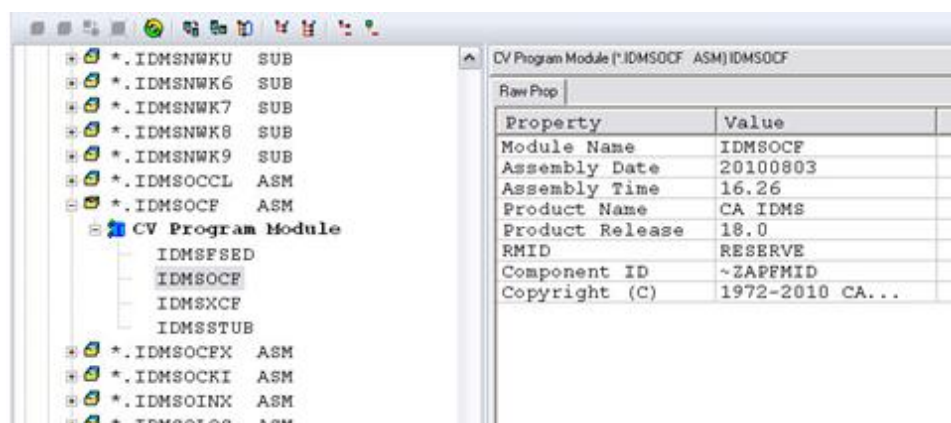 *.IDMSNWKU SUB
*.IDMSNWK6 SUB
*.IDMSNWK7 SUB
*.IDMSNWK8 SUB
*.IDMSNWK9 SUB
*.IDMSOCCL ASM
*.IDMSOCF ASM
CV Program Module
IDMSFSED
IDMSOCF
IDMSXCF
IDMSSTUB
*.IDMSOCFX ASM
*.IDMSOCKI ASM
*.IDMSOINX ASM
CV Program Module (*.IDMSOCF ASM) IDMSOCF
Raw Prop
Property Value
Module Name IDMSOCF
Assembly Date 20100803
Assembly Time 16.26
Product Name CA IDMS
Product Release 18.0
RMID RESERVE
Component ID ~ZAPFMID
Copyright (C) 1972-2010 CA...